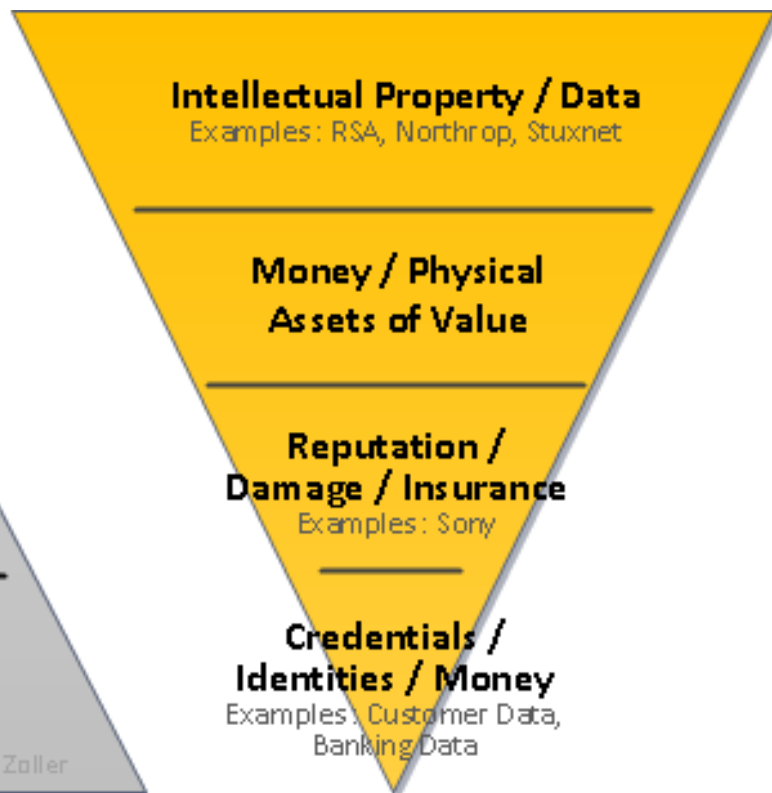 Intellectual Property / Data
Examples: RSA, Northrop, Stuxnet
Money / Physical
Assets of Value
Reputation /
Damage / Insurance
Examples: Sony
Credentials /
Identities / Money
Examples: Customer Data,
Banking Data
Zoller